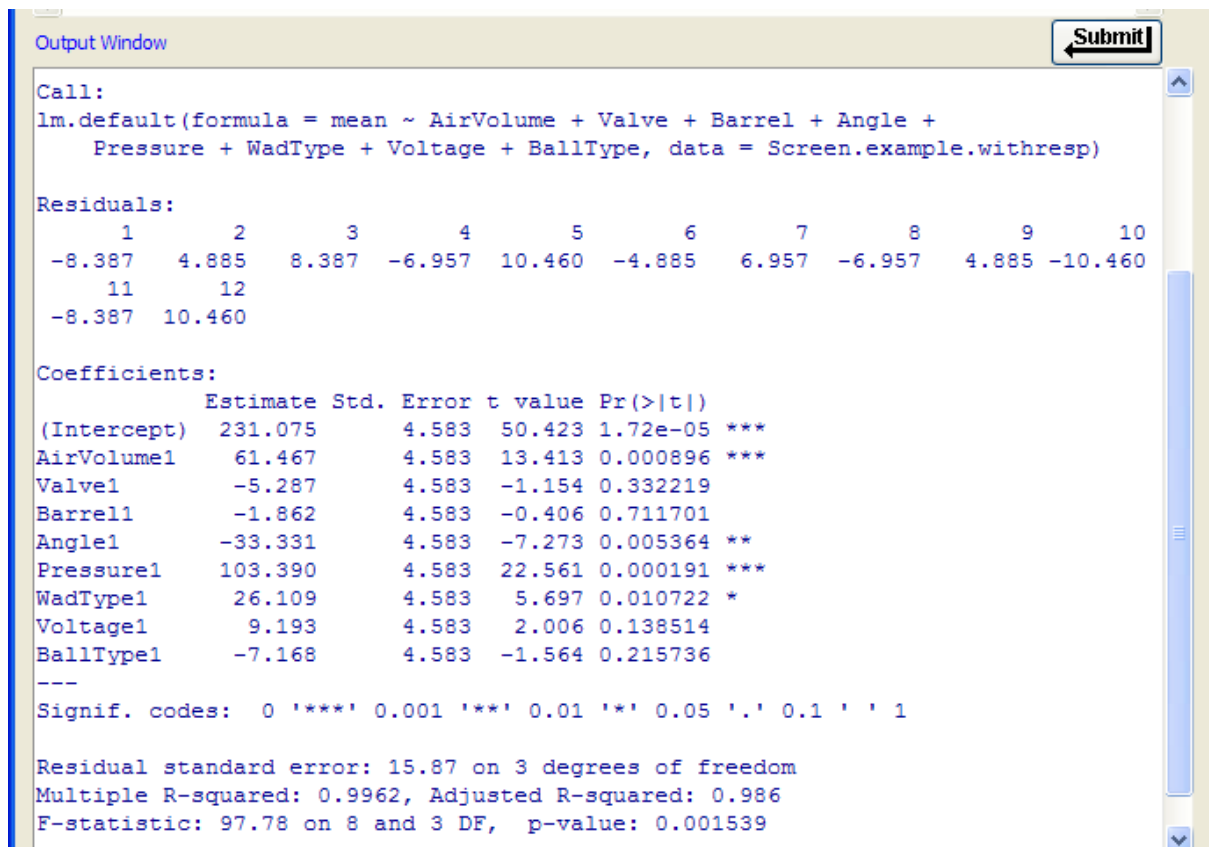 Output Window
Submit
Call:
lm.default(formula = mean ~ AirVolume + Valve + Barrel + Angle +
    Pressure + WadType + Voltage + BallType, data = Screen.example.withresp)
Residuals:
      1       2       3       4       5       6       7       8       9      10
 -8.387   4.885   8.387  -6.957  10.460  -4.885   6.957  -6.957   4.885 -10.460
     11      12
 -8.387  10.460
Coefficients:
            Estimate Std. Error t value Pr(>|t|)
(Intercept)  231.075      4.583  50.423 1.72e-05 ***
AirVolume1    61.467      4.583  13.413 0.000896 ***
Valve1        -5.287      4.583  -1.154 0.332219
Barrel1       -1.862      4.583  -0.406 0.711701
Angle1       -33.331      4.583  -7.273 0.005364 **
Pressure1    103.390      4.583  22.561 0.000191 ***
WadType1      26.109      4.583   5.697 0.010722 *
Voltage1       9.193      4.583   2.006 0.138514
BallType1     -7.168      4.583  -1.564 0.215736
---
Signif. codes:  0 '***' 0.001 '**' 0.01 '*' 0.05 '.' 0.1 ' ' 1
Residual standard error: 15.87 on 3 degrees of freedom
Multiple R-squared: 0.9962, Adjusted R-squared: 0.986
F-statistic: 97.78 on 8 and 3 DF,  p-value: 0.001539